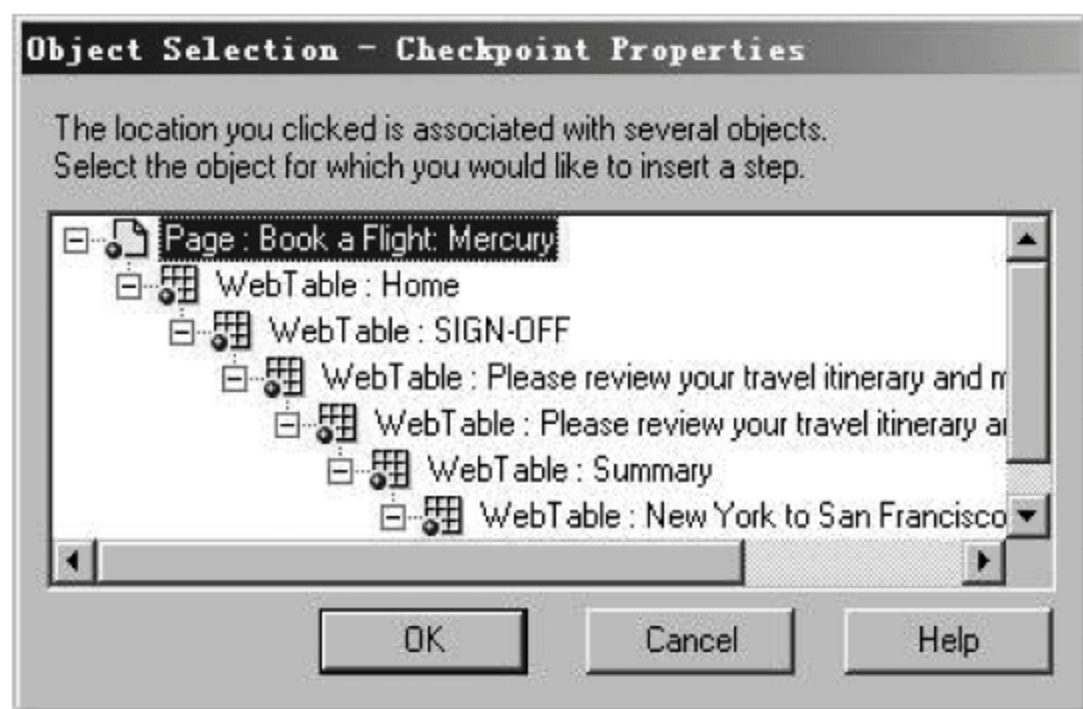 Object Selection - Checkpoint Properties
The location you clicked is associated with several objects.
Select the object for which you would like to insert a step.
Page : Book a Flight: Mercury
WebTable : Home
WebTable : SIGN-OFF
WebTable : Please review your travel itinerary and
WebTable : Please review your travel itinerary
WebTable : Summary
WebTable : New York to San Francisco
OK Cancel Help